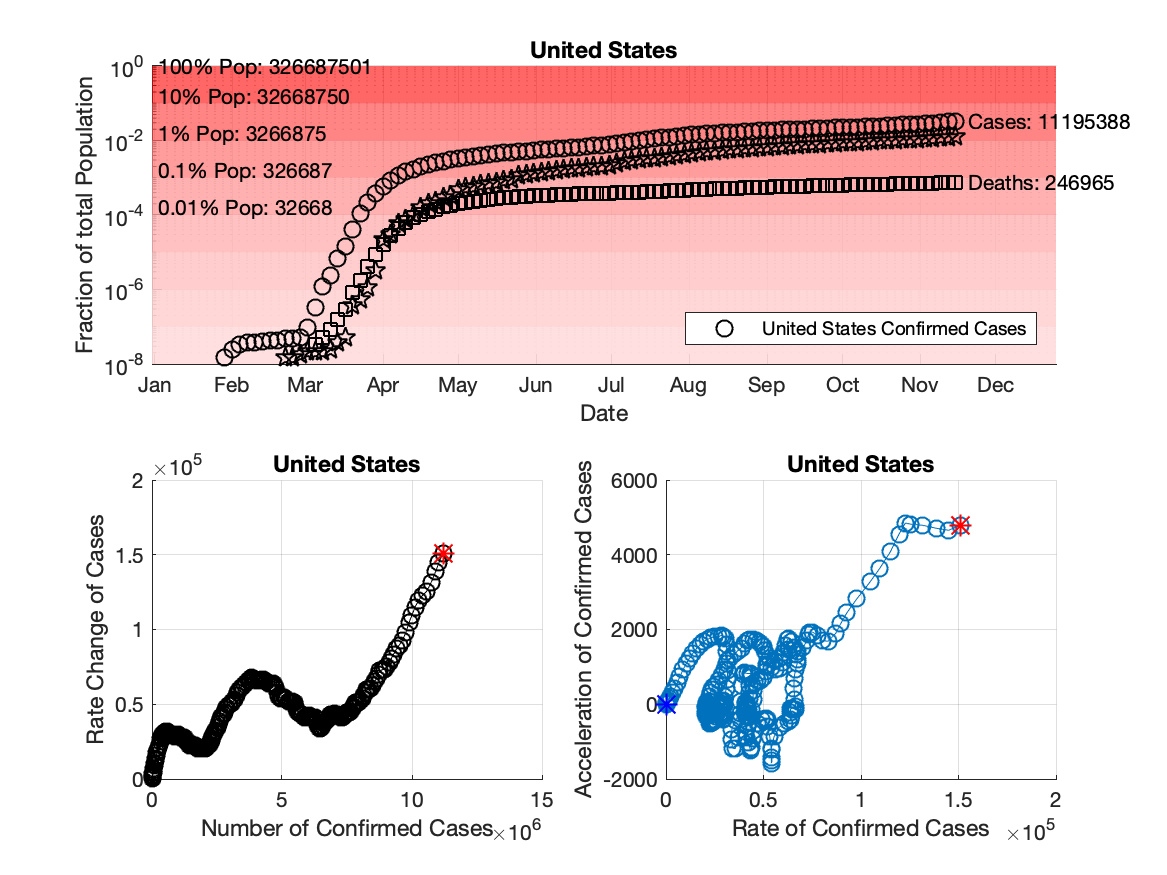 United States
Fraction of total Population
10^0
10^-2
10^-4
10^-6
10^-8
100% Pop: 326687501
10% Pop: 32668750
1% Pop: 3266875
0.1% Pop: 326687
0.01% Pop: 32668
Cases: 11195388
Deaths: 246965
United States Confirmed Cases
Jan Feb Mar Apr May Jun Jul Aug Sep Oct Nov Dec
Date
United States
×10^5
Rate Change of Cases
2
1.5
1
0.5
0
0 5 10 15
Number of Confirmed Cases ×10^6
United States
Acceleration of Confirmed Cases
6000
4000
2000
0
-2000
0 0.5 1 1.5 2
Rate of Confirmed Cases ×10^5